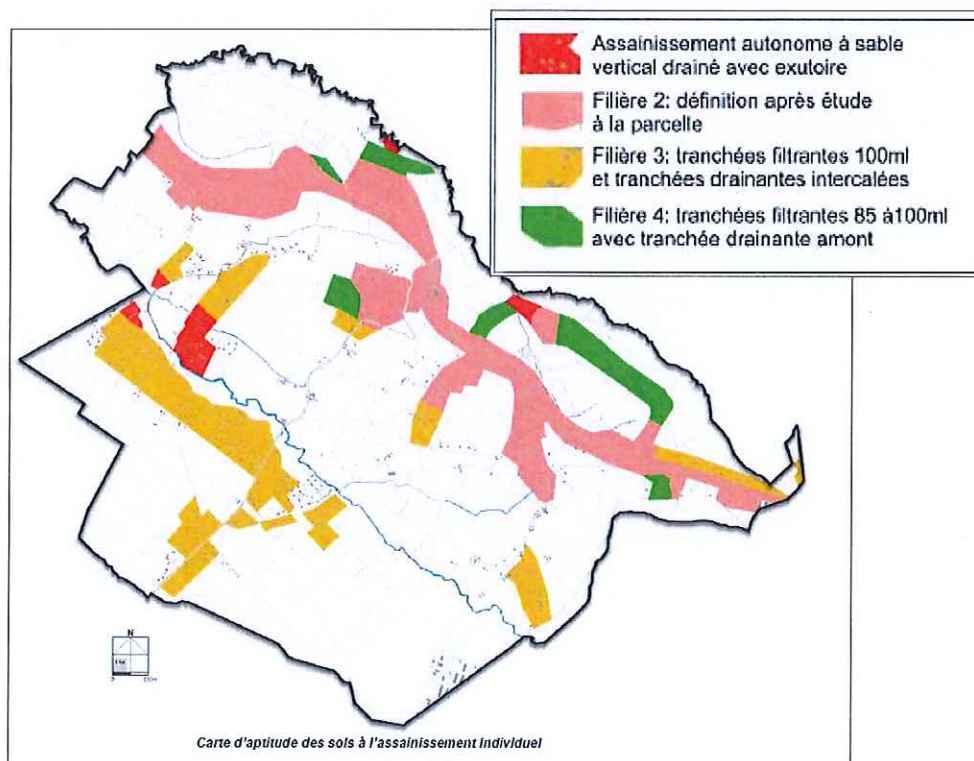 Assainissement autonome à sable
vertical drainé avec exutoire
Filière 2: définition après étude
à la parcelle
Filière 3: tranchées filtrantes 100ml
et tranchées drainantes intercalées
Filière 4: tranchées filtrantes 85 à100ml
avec tranchée drainante amont
N
Carte d'aptitude des sols à l'assainissement individuel